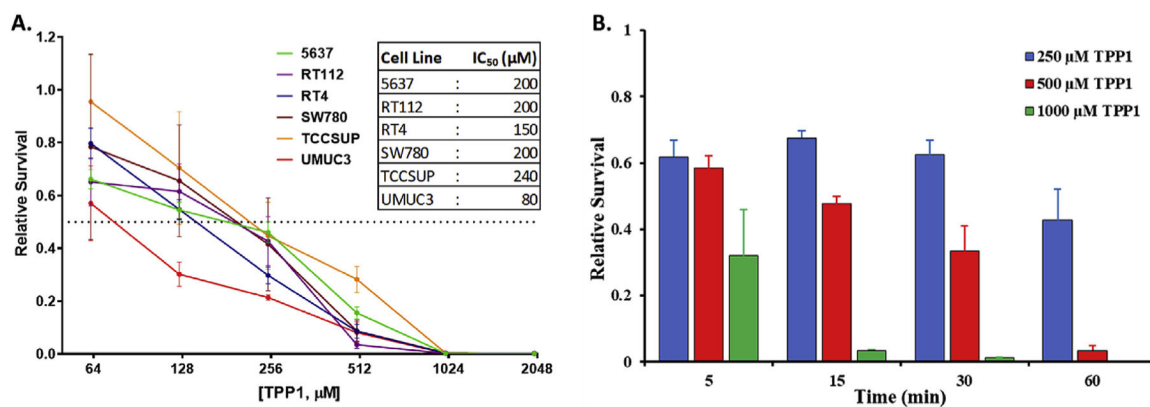 A.
1.2
1.0
0.8
0.6
0.4
0.2
0.0
Relative Survival
64 128 256 512 1024 2048
[TPP1, µM]
5637
RT112
RT4
SW780
TCCSUP
UMUC3
Cell Line IC50 (µM)
5637 : 200
RT112 : 200
RT4 : 150
SW780 : 200
TCCSUP : 240
UMUC3 : 80
B.
1
0.8
0.6
0.4
0.2
0
Relative Survival
5 15 30 60
Time (min)
250 µM TPP1
500 µM TPP1
1000 µM TPP1